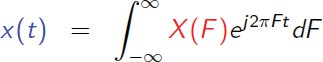 x(t) = ∫_{-∞}^{∞} X(F)e^{j2πFt} dF